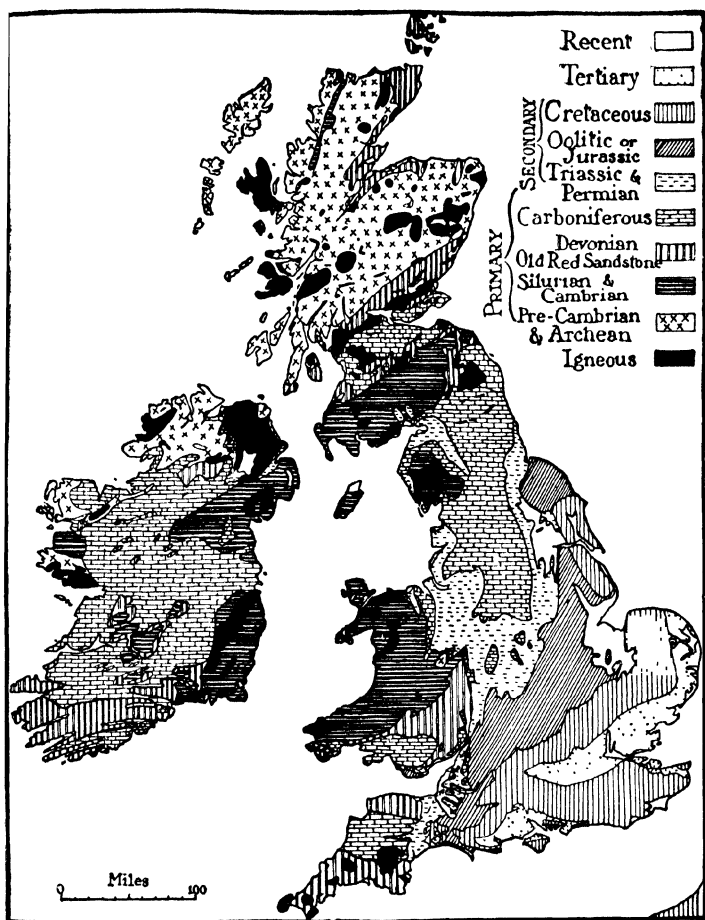 Recent
Tertiary
SECONDARY
Cretaceous
Oolitic or
Jurassic
Triassic &
Permian
PRIMARY
Carboniferous
Devonian
Old Red Sandstone
Silurian &
Cambrian
Pre-Cambrian
& Archean
Igneous
Miles
0 100